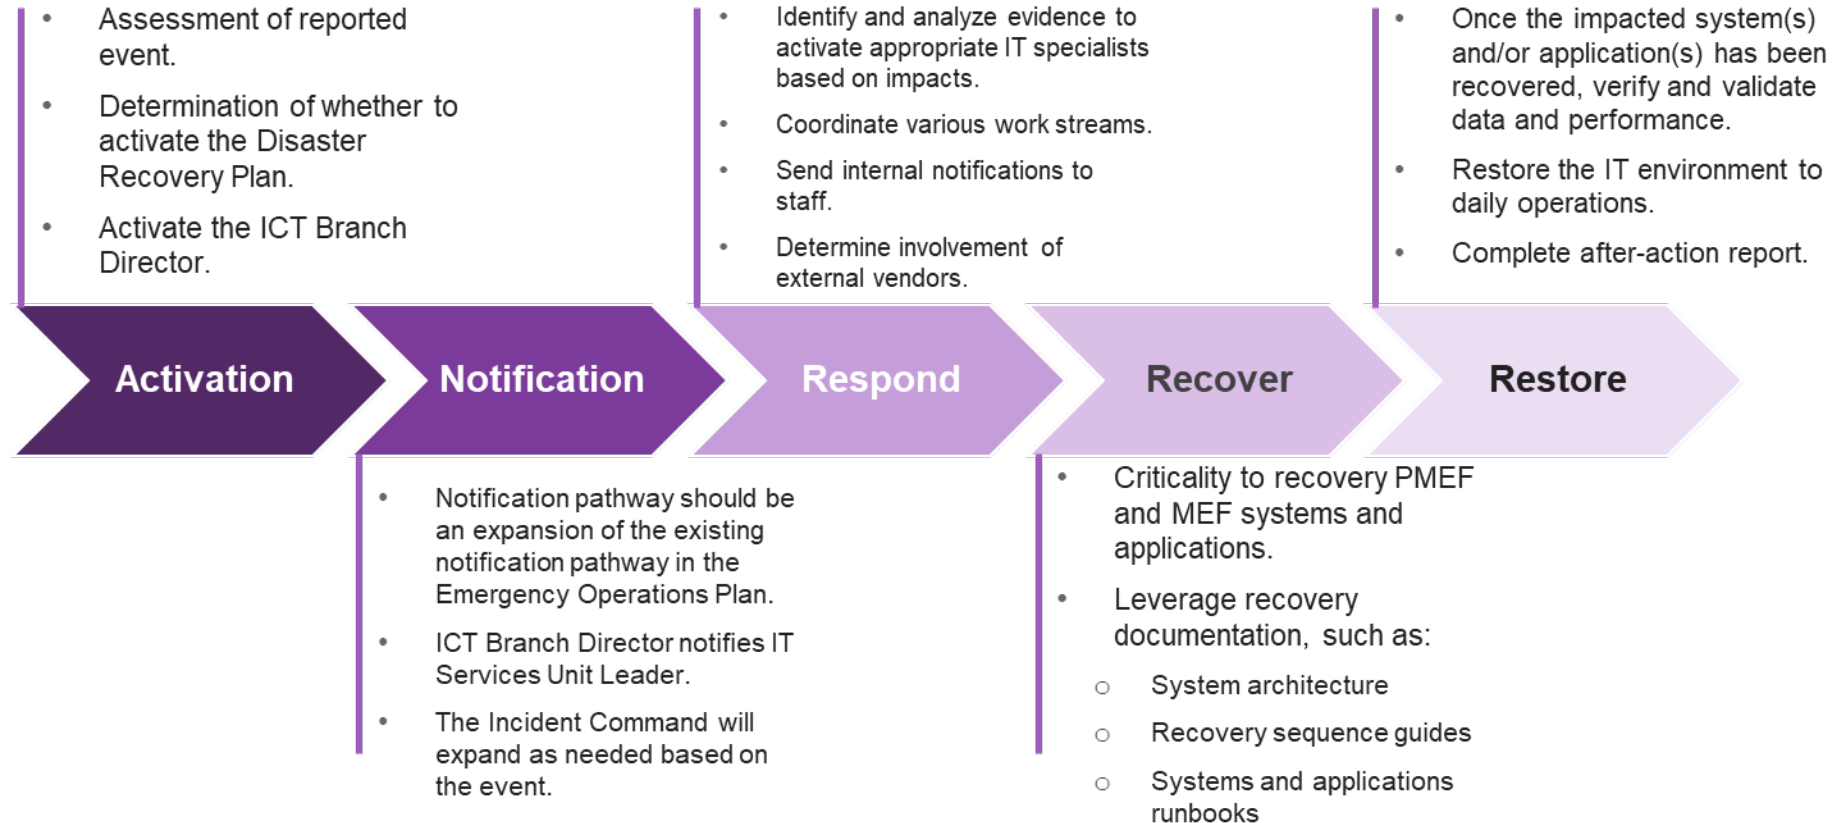 • Assessment of reported
event.
• Determination of whether to
activate the Disaster
Recovery Plan.
• Activate the ICT Branch
Director.
• Identify and analyze evidence to
activate appropriate IT specialists
based on impacts.
• Coordinate various work streams.
• Send internal notifications to
staff.
• Determine involvement of
external vendors.
• Once the impacted system(s)
and/or application(s) has been
recovered, verify and validate
data and performance.
• Restore the IT environment to
daily operations.
• Complete after-action report.
Activation
Notification
Respond
Recover
Restore
• Notification pathway should be
an expansion of the existing
notification pathway in the
Emergency Operations Plan.
• ICT Branch Director notifies IT
Services Unit Leader.
• The Incident Command will
expand as needed based on
the event.
• Criticality to recovery PMEF
and MEF systems and
applications.
• Leverage recovery
documentation, such as:
o System architecture
o Recovery sequence guides
o Systems and applications
runbooks